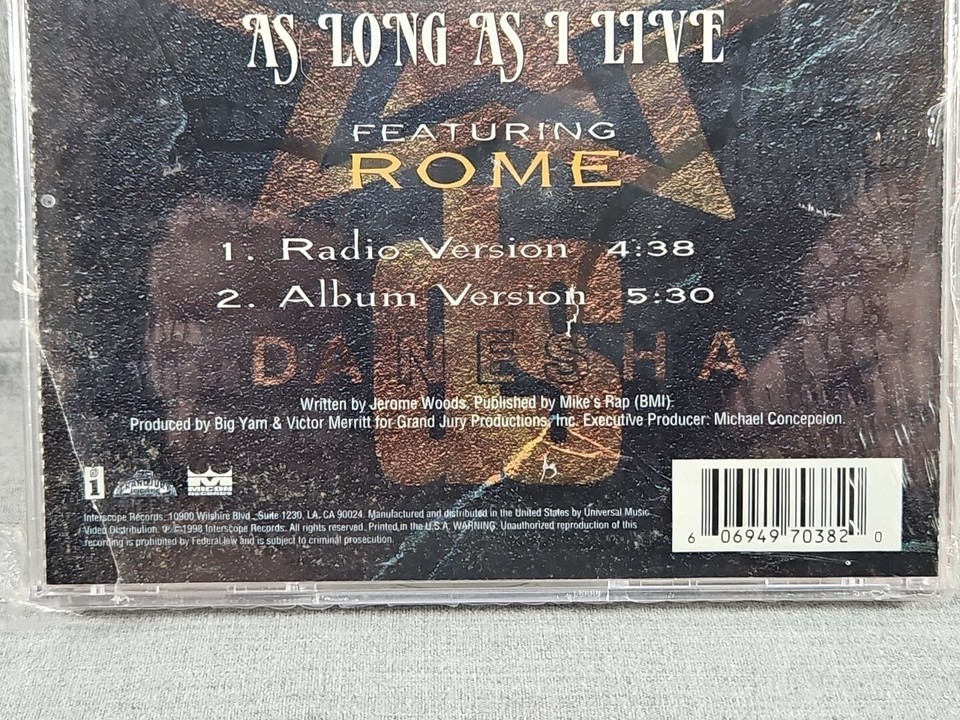 AS LONG AS I LIVE
FEATURING
ROME
1. Radio Version 4:38
2. Album Version 5:30
DANESHA
Written by Jerome Woods. Published by Mike's Rap (BMI).
Produced by Big Yam & Victor Merritt for Grand Jury Productions, Inc. Executive Producer: Michael Concepcion.
i
GRAND JURY
RECORDS
Interscope Records, 10900 Wilshire Blvd., Suite 1230, LA, CA 90024. Manufactured and distributed in the United States by Universal Music
Video Distribution. ℗ ©1998 Interscope Records. All rights reserved. Printed in the U.S.A. WARNING: Unauthorized reproduction of this
recording is prohibited by Federal law and is subject to criminal prosecution.
6 06949 70382 0